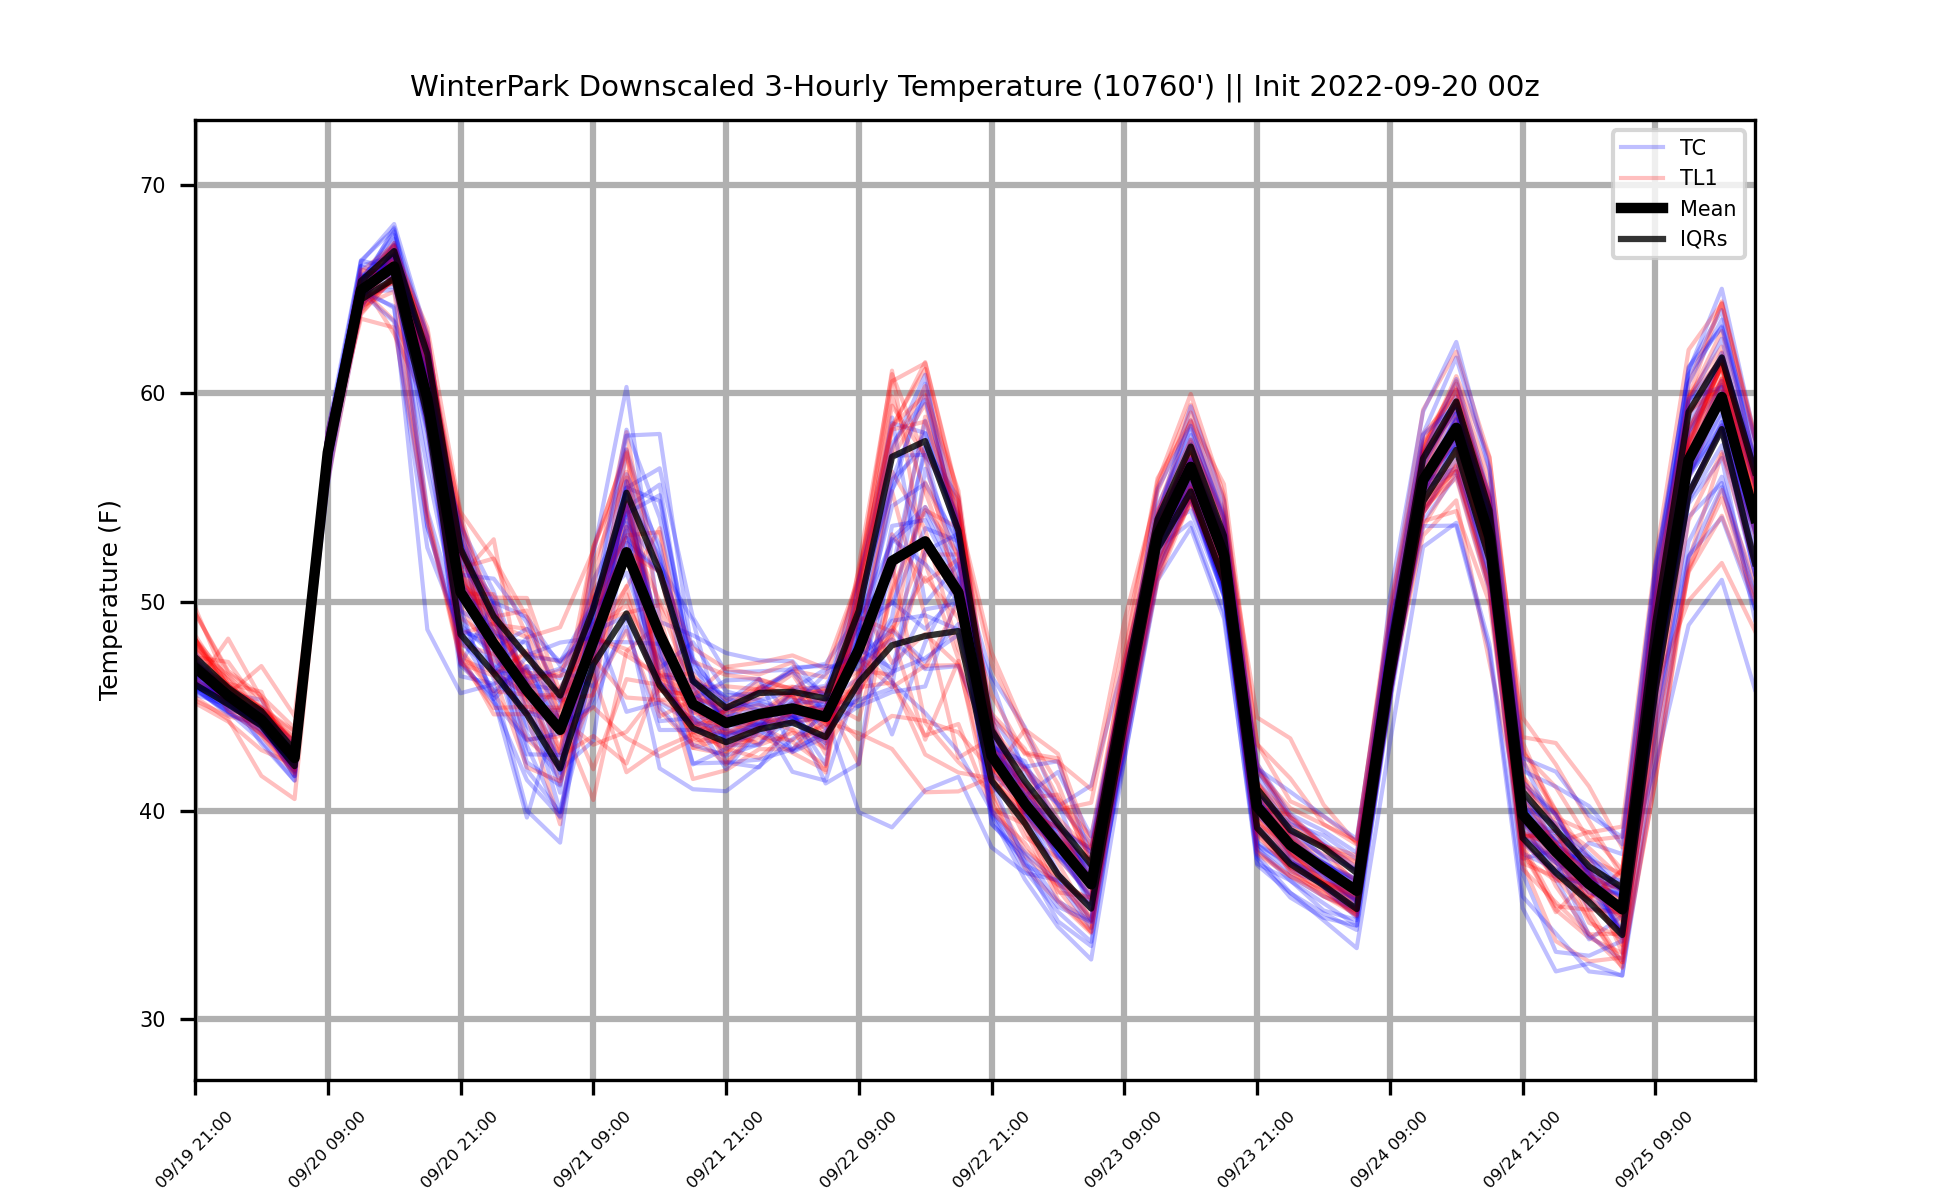 WinterPark Downscaled 3-Hourly Temperature (10760') || Init 2022-09-20 00z
TC
TL1
Mean
IQRs
Temperature (F)
70
60
50
40
30
09/19 21:00
09/20 09:00
09/20 21:00
09/21 09:00
09/21 21:00
09/22 09:00
09/22 21:00
09/23 09:00
09/23 21:00
09/24 09:00
09/24 21:00
09/25 09:00